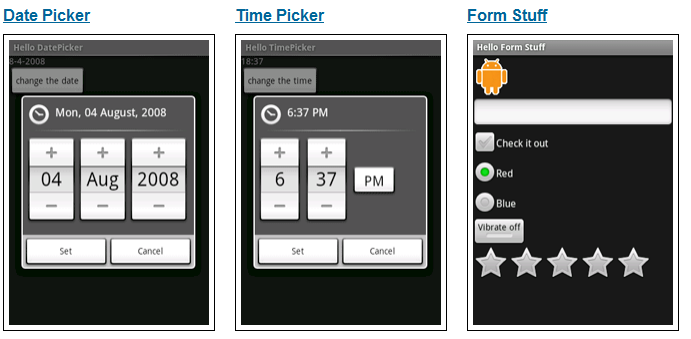 Date Picker
Hello DatePicker
8-4-2008
change the date
Mon, 04 August, 2008
+ + +
04 Aug 2008
− − −
Set Cancel
Time Picker
Hello TimePicker
18:37
change the time
6:37 PM
+ +
6 37 PM
− −
Set Cancel
Form Stuff
Hello Form Stuff
Check it out
Red
Blue
Vibrate off